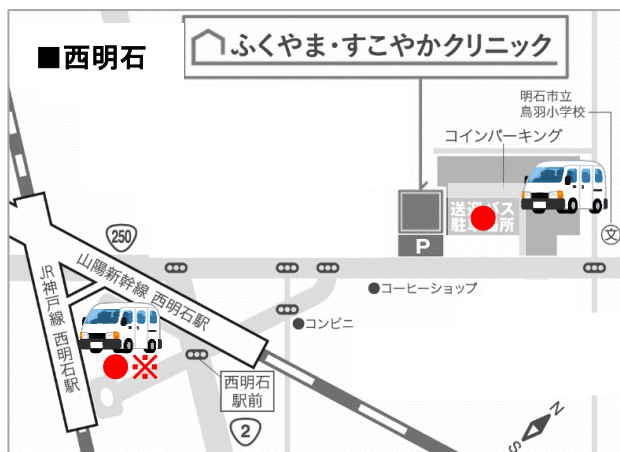 ■西明石
ふくやま・すこやかクリニック
明石市立
鳥羽小学校
コインパーキング
送迎バス
駐車場所
P
文
250
山陽新幹線 西明石駅
JR神戸線 西明石駅
●コーヒーショップ
●コンビニ
※
西明石
駅前
2
N
S